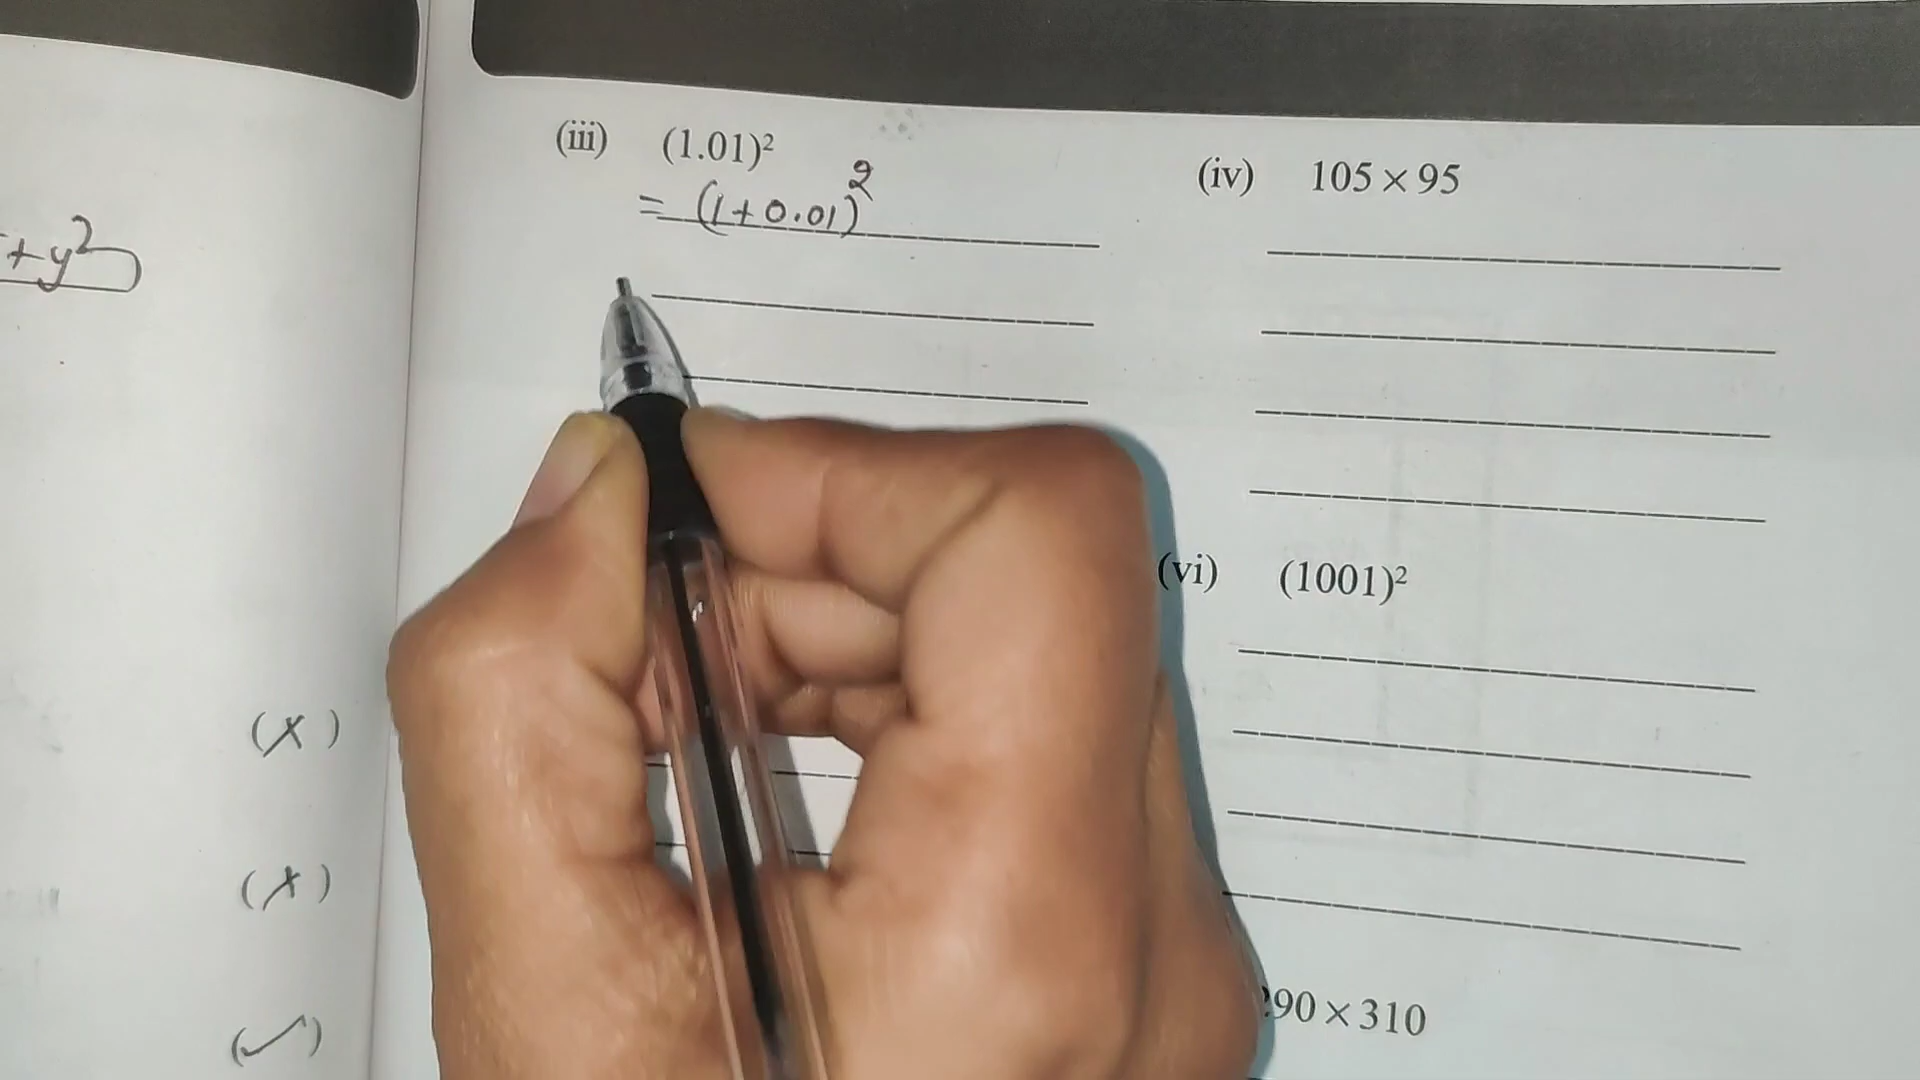 +y²)
(x)
(x)
(✓)
(iii) (1.01)²
= (1+0.01)²
(iv) 105 × 95
(vi) (1001)²
90 × 310